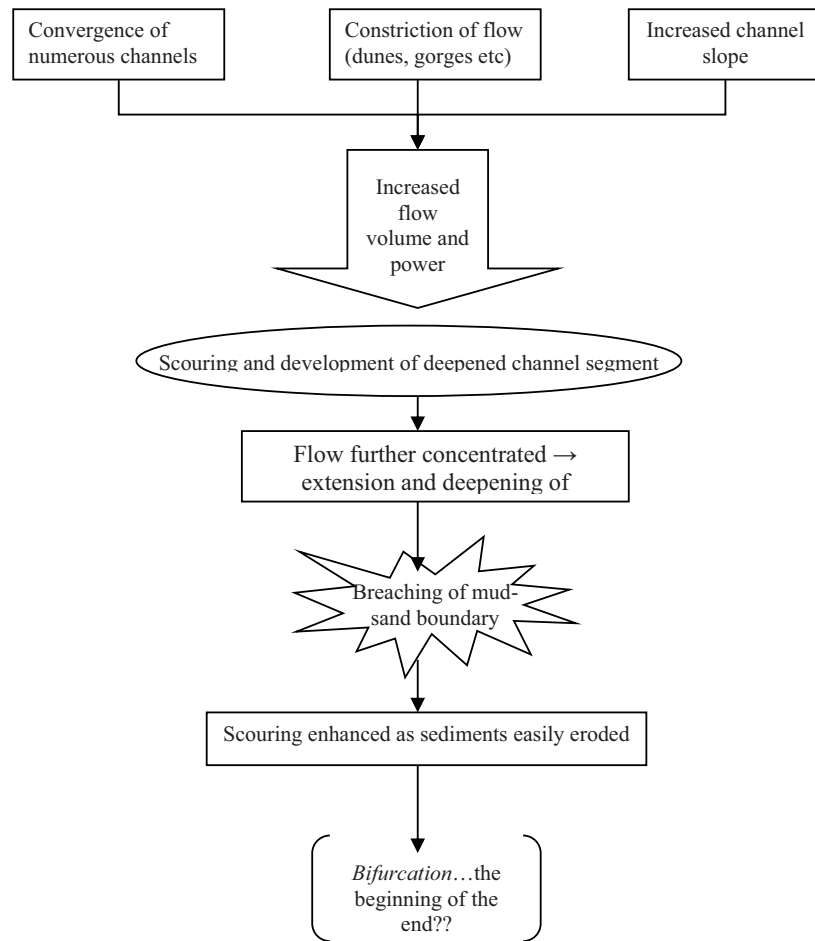 Convergence of
numerous channels
Constriction of flow
(dunes, gorges etc)
Increased channel
slope
Increased
flow
volume and
power
Scouring and development of deepened channel segment
Flow further concentrated →
extension and deepening of
Breaching of mud-
sand boundary
Scouring enhanced as sediments easily eroded
Bifurcation…the
beginning of the
end??